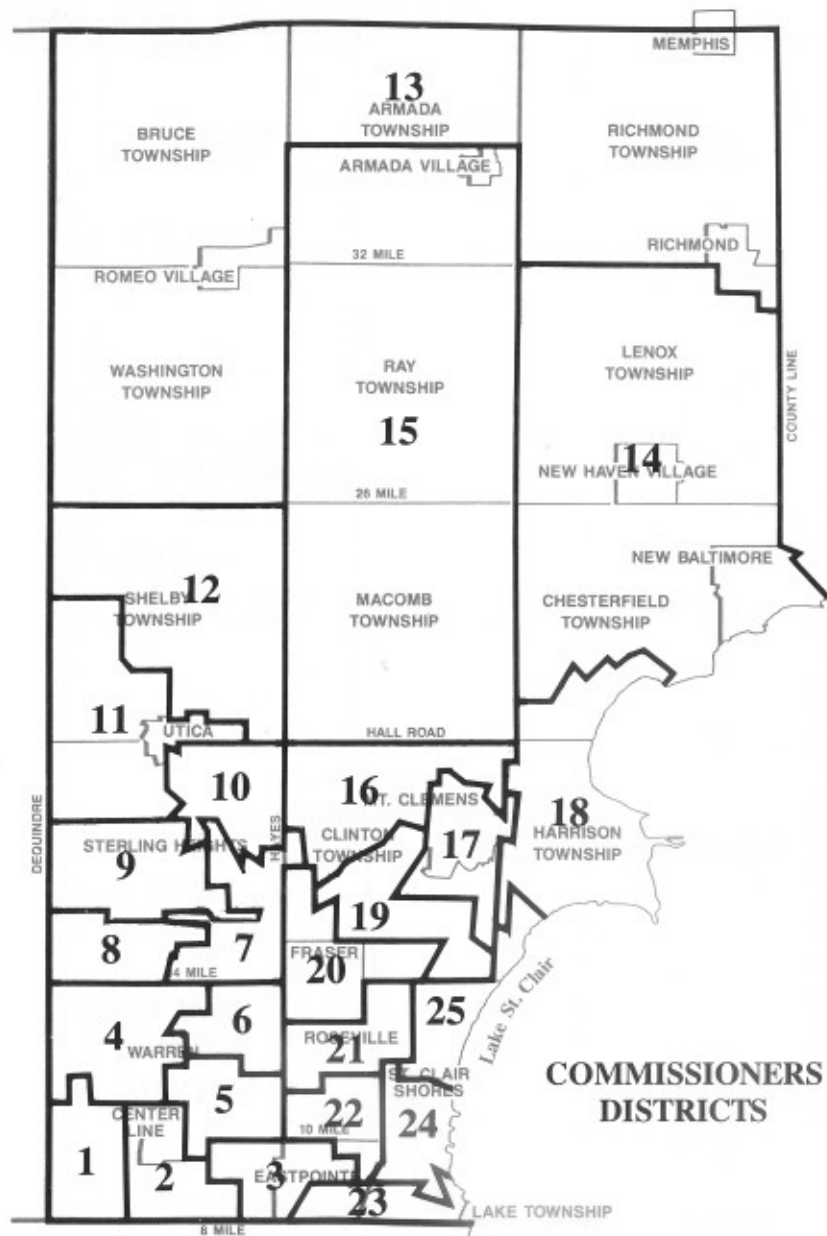 MEMPHIS
13
ARMADA
TOWNSHIP
BRUCE
TOWNSHIP
RICHMOND
TOWNSHIP
ARMADA VILLAGE
RICHMOND
32 MILE
ROMEO VILLAGE
WASHINGTON
TOWNSHIP
RAY
TOWNSHIP
LENOX
TOWNSHIP
COUNTY LINE
15
14
NEW HAVEN VILLAGE
26 MILE
NEW BALTIMORE
12
SHELBY
TOWNSHIP
MACOMB
TOWNSHIP
CHESTERFIELD
TOWNSHIP
11
UTICA
HALL ROAD
10
16
MT. CLEMENS
18
HARRISON
TOWNSHIP
DEQUINDRE
HAYES
STERLING HEIGHTS
CLINTON
TOWNSHIP
17
9
19
8
7
14 MILE
FRASER
20
Lake St. Clair
25
6
4
WARREN
ROSEVILLE
21
ST. CLAIR
SHORES
COMMISSIONERS
DISTRICTS
5
CENTER
LINE
22
24
10 MILE
1
2
3
EASTPOINTE
23
LAKE TOWNSHIP
8 MILE